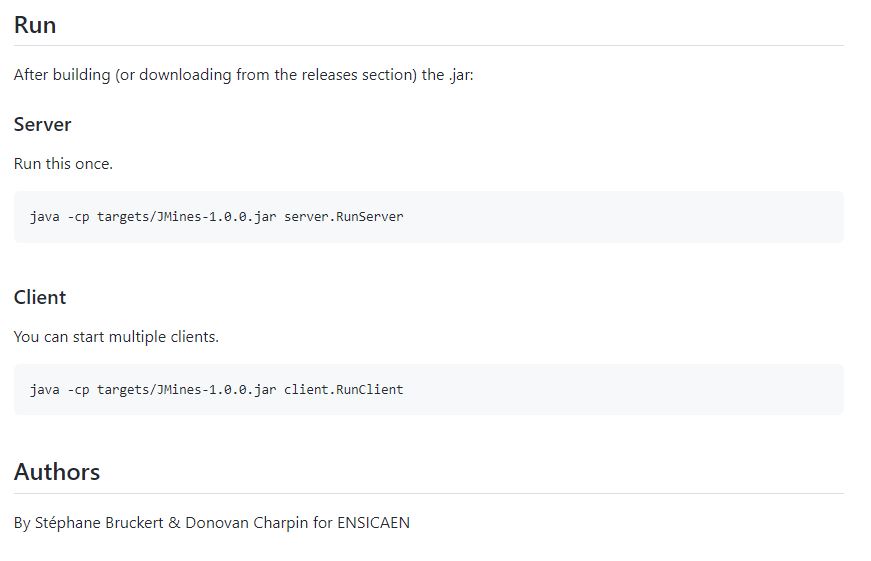 Run
After building (or downloading from the releases section) the .jar:
Server
Run this once.
java -cp targets/JMines-1.0.0.jar server.RunServer
Client
You can start multiple clients.
java -cp targets/JMines-1.0.0.jar client.RunClient
Authors
By Stéphane Bruckert & Donovan Charpin for ENSICAEN